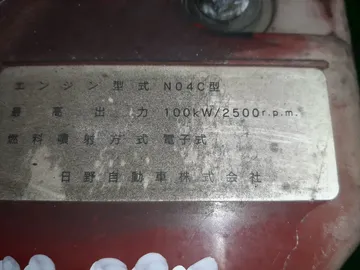 エンジン型式 N04C型
最高出力 100kW/2500r.p.m.
燃料噴射方式 電子式
日野自動車株式会社